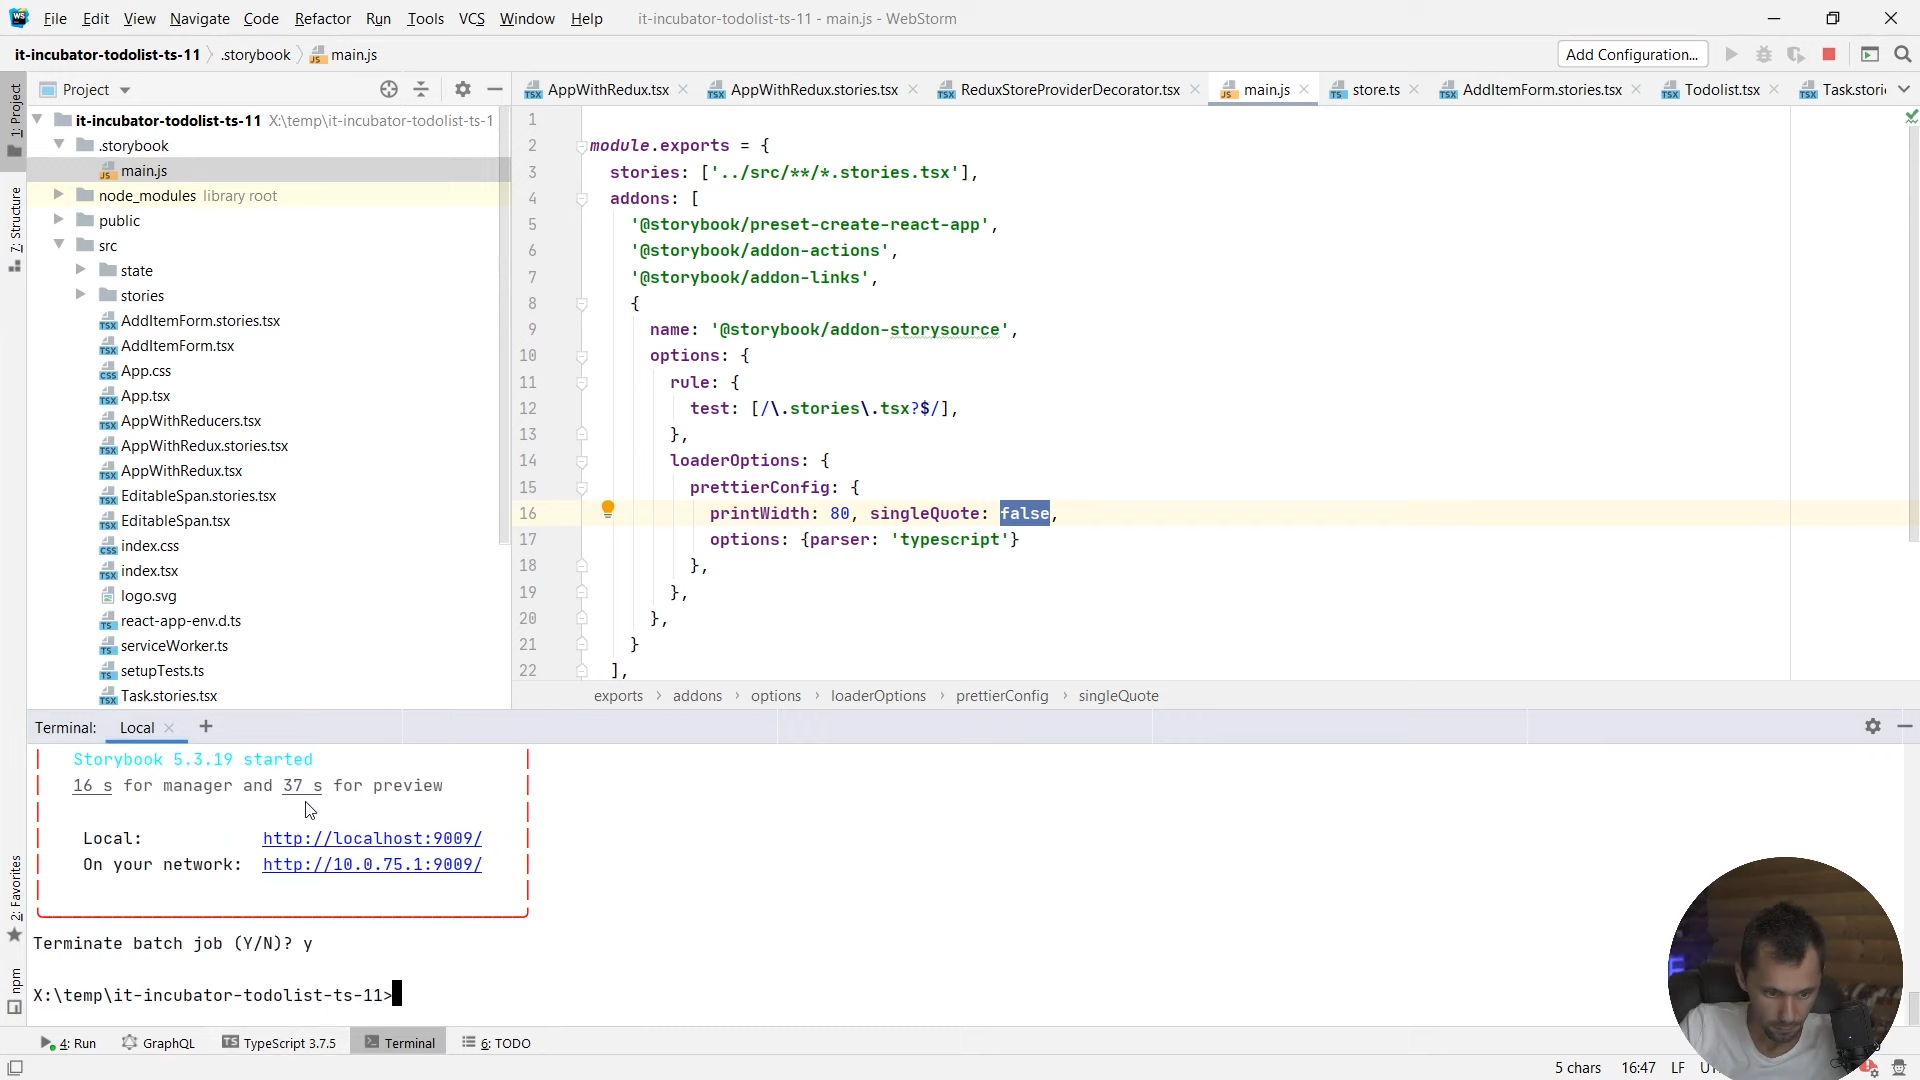 File Edit View Navigate Code Refactor Run Tools VCS Window Help it-incubator-todolist-ts-11 - main.js - WebStorm
it-incubator-todolist-ts-11 .storybook main.js Add Configuration...
Project
AppWithRedux.tsx AppWithRedux.stories.tsx ReduxStoreProviderDecorator.tsx main.js store.ts AddItemForm.stories.tsx Todolist.tsx Task.stori
1: Project
7: Structure
2: Favorites
npm
it-incubator-todolist-ts-11 X:\temp\it-incubator-todolist-ts-1
.storybook
main.js
node_modules library root
public
src
state
stories
AddItemForm.stories.tsx
AddItemForm.tsx
App.css
App.tsx
AppWithReducers.tsx
AppWithRedux.stories.tsx
AppWithRedux.tsx
EditableSpan.stories.tsx
EditableSpan.tsx
index.css
index.tsx
logo.svg
react-app-env.d.ts
serviceWorker.ts
setupTests.ts
Task.stories.tsx
1
2 module.exports = {
3 stories: ['../src/**/*.stories.tsx'],
4 addons: [
5 '@storybook/preset-create-react-app',
6 '@storybook/addon-actions',
7 '@storybook/addon-links',
8 {
9 name: '@storybook/addon-storysource',
10 options: {
11 rule: {
12 test: [/\.stories\.tsx?$/],
13 },
14 loaderOptions: {
15 prettierConfig: {
16 printWidth: 80, singleQuote: false,
17 options: {parser: 'typescript'}
18 },
19 },
20 },
21 }
22 ],
exports › addons › options › loaderOptions › prettierConfig › singleQuote
Terminal: Local
Storybook 5.3.19 started
16 s for manager and 37 s for preview
Local: http://localhost:9009/
On your network: http://10.0.75.1:9009/
Terminate batch job (Y/N)? y
X:\temp\it-incubator-todolist-ts-11>
4: Run GraphQL TypeScript 3.7.5 Terminal 6: TODO
5 chars 16:47 LF